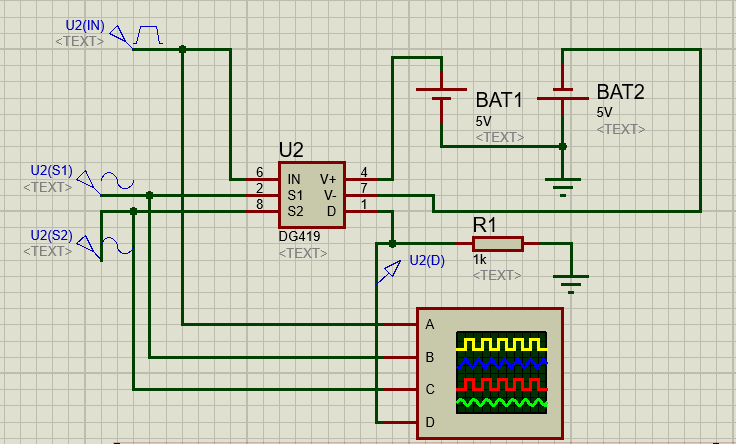 U2(IN)
<TEXT>
BAT1
5V
<TEXT>
BAT2
5V
<TEXT>
U2
6 IN V+ 4
2 S1 V- 7
8 S2 D 1
DG419
<TEXT>
U2(S1)
<TEXT>
U2(S2)
<TEXT>
R1
1k
<TEXT>
U2(D)
A
B
C
D